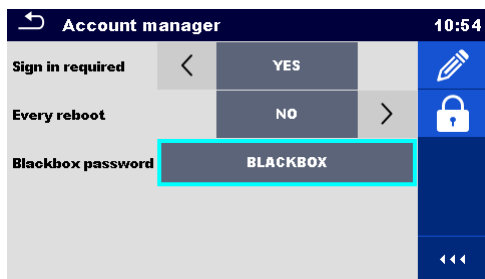 Account manager 10:54
Sign in required YES
Every reboot NO
Blackbox password BLACKBOX